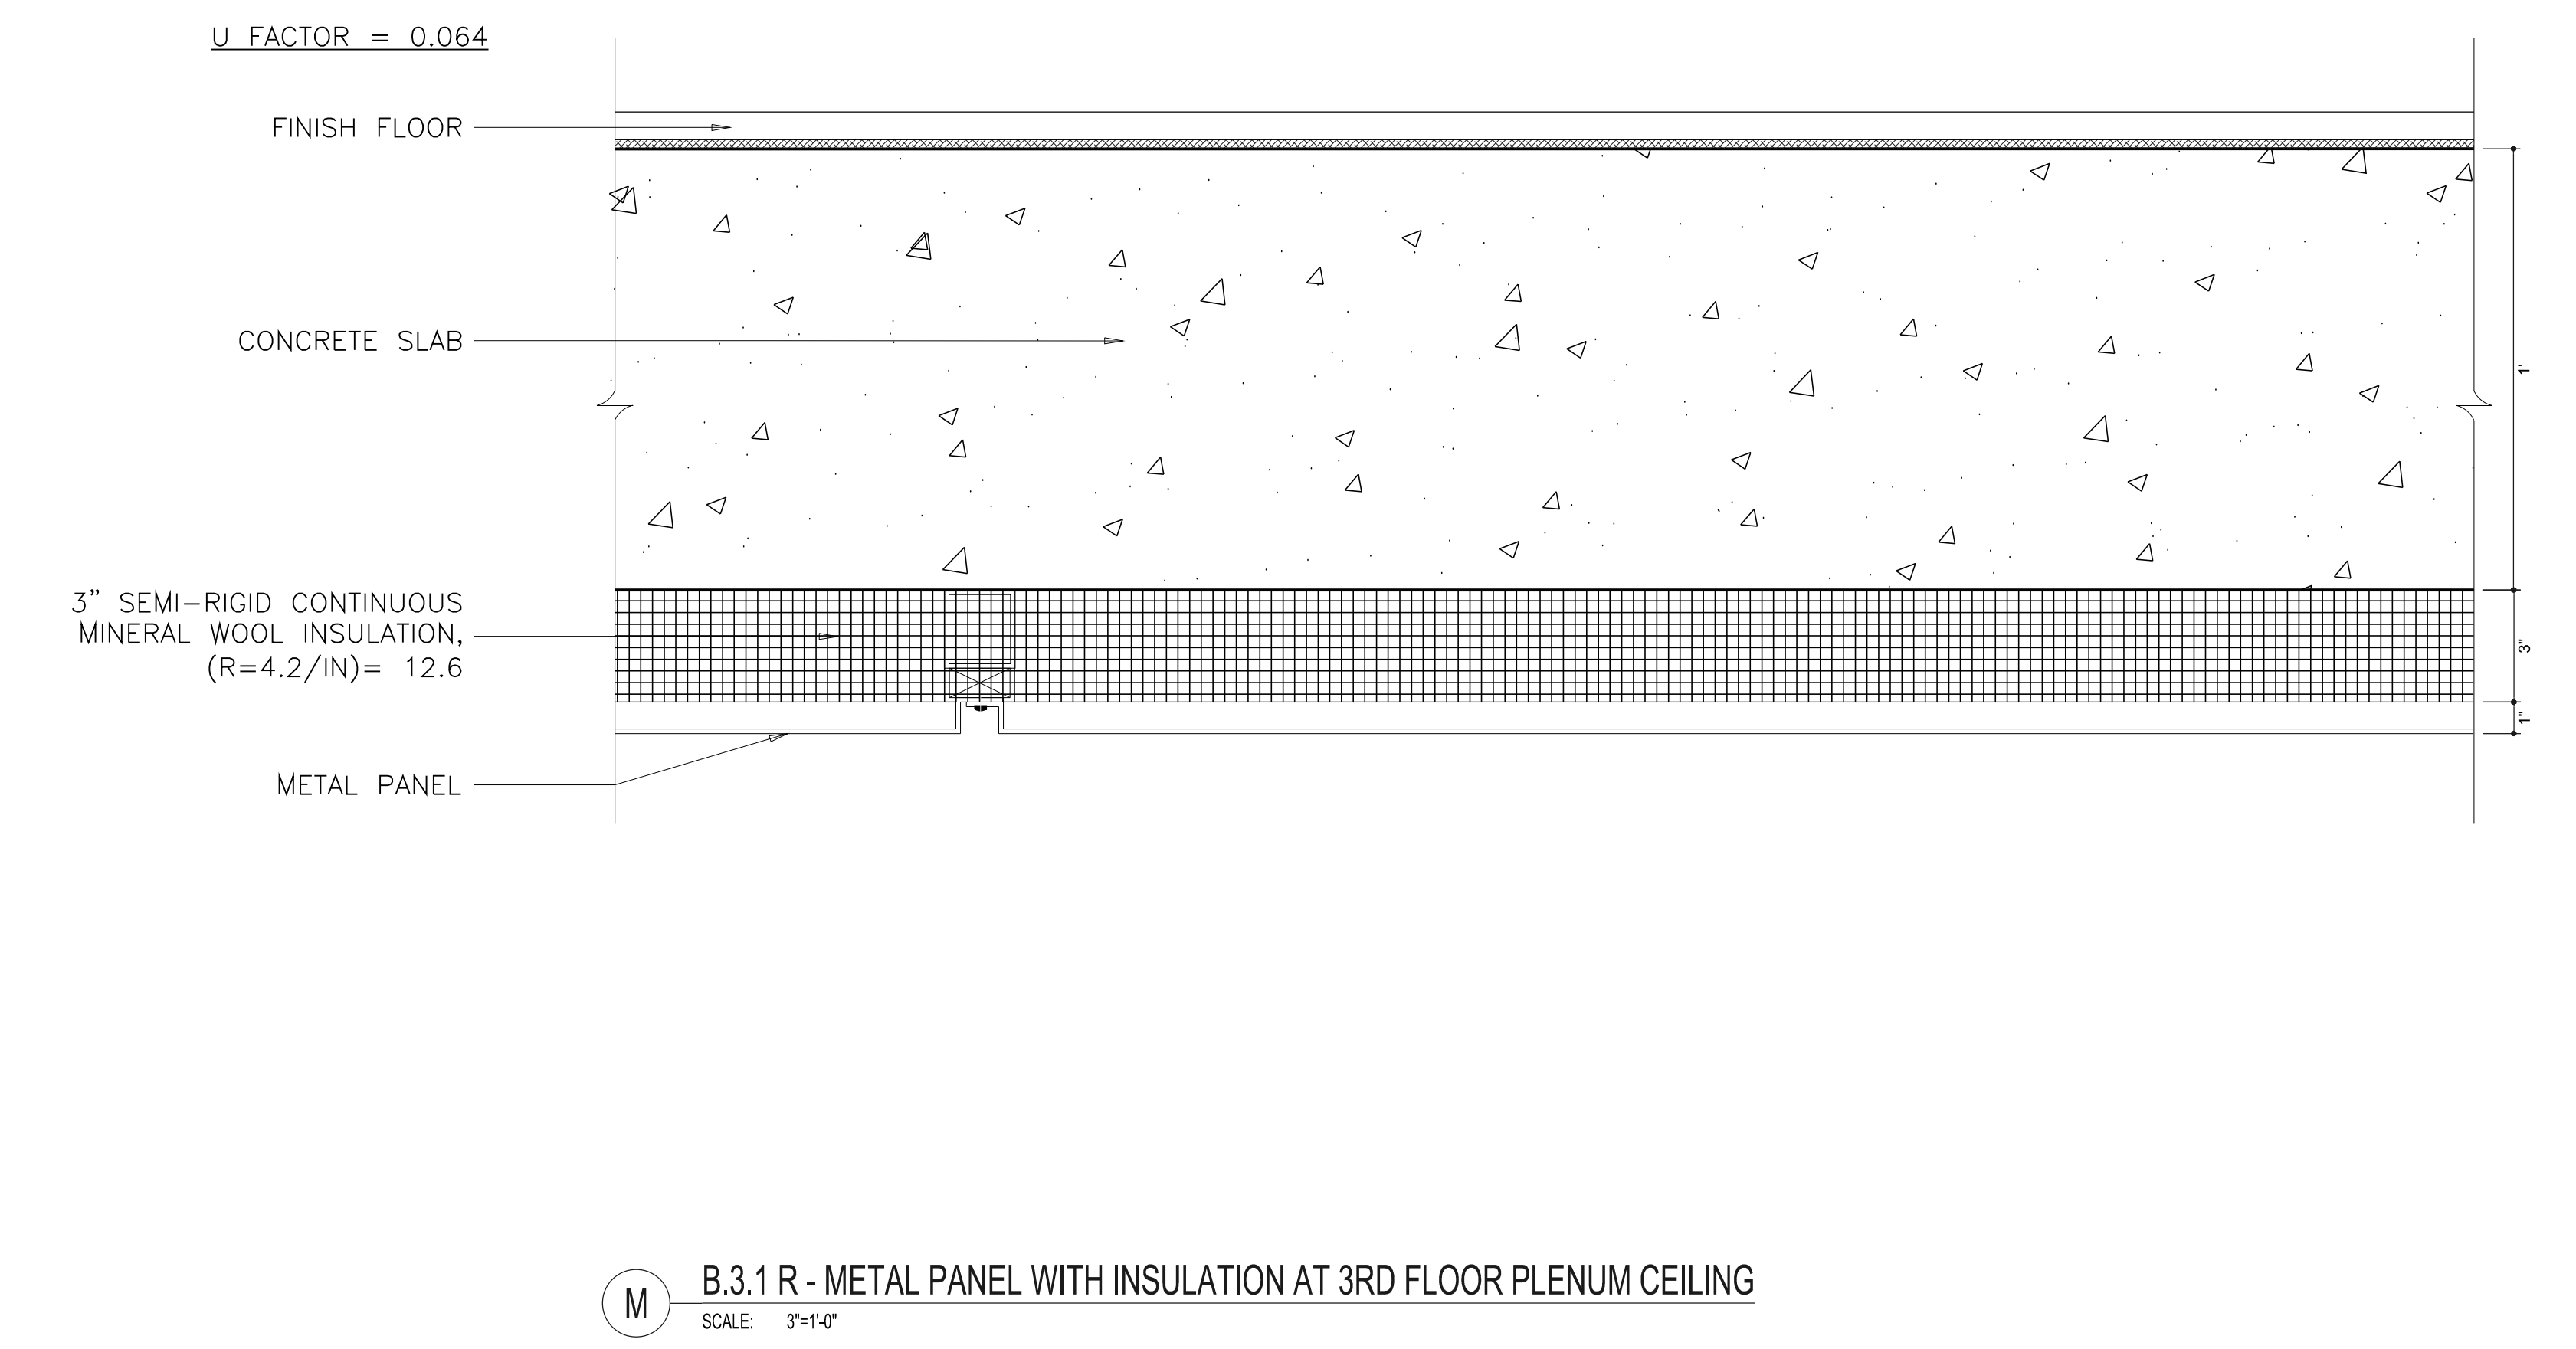 U FACTOR = 0.064
FINISH FLOOR
CONCRETE SLAB
1'
3” SEMI-RIGID CONTINUOUS
MINERAL WOOL INSULATION,
(R=4.2/IN)= 12.6
3"
1"
METAL PANEL
M
B.3.1 R - METAL PANEL WITH INSULATION AT 3RD FLOOR PLENUM CEILING
SCALE: 3"=1'-0"